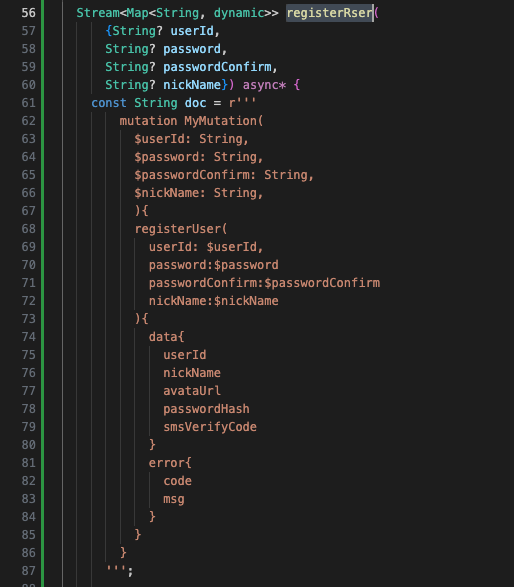 56 Stream<Map<String, dynamic>> registerRser(
57 {String? userId,
58 String? password,
59 String? passwordConfirm,
60 String? nickName}) async* {
61 const String doc = r'''
62 mutation MyMutation(
63 $userId: String,
64 $password: String,
65 $passwordConfirm: String,
66 $nickName: String,
67 ){
68 registerUser(
69 userId: $userId,
70 password:$password
71 passwordConfirm:$passwordConfirm
72 nickName:$nickName
73 ){
74 data{
75 userId
76 nickName
77 avataUrl
78 passwordHash
79 smsVerifyCode
80 }
81 error{
82 code
83 msg
84 }
85 }
86 }
87 ''';